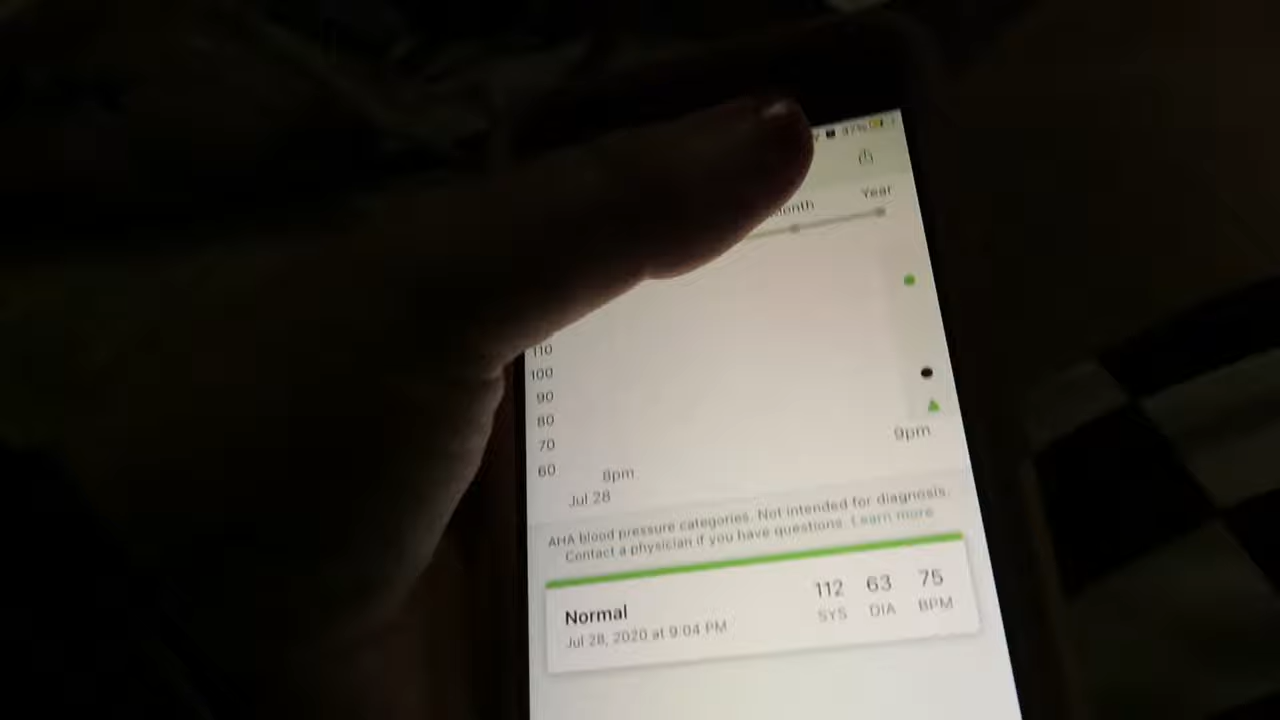 37%
Year
110
100
90
80
70
60
9pm
8pm
Jul 28
AHA blood pressure categories. Not intended for diagnosis.
Contact a physician if you have questions. Learn more
Normal 112 63 75
Jul 28, 2020 at 9:04 PM SYS DIA BPM